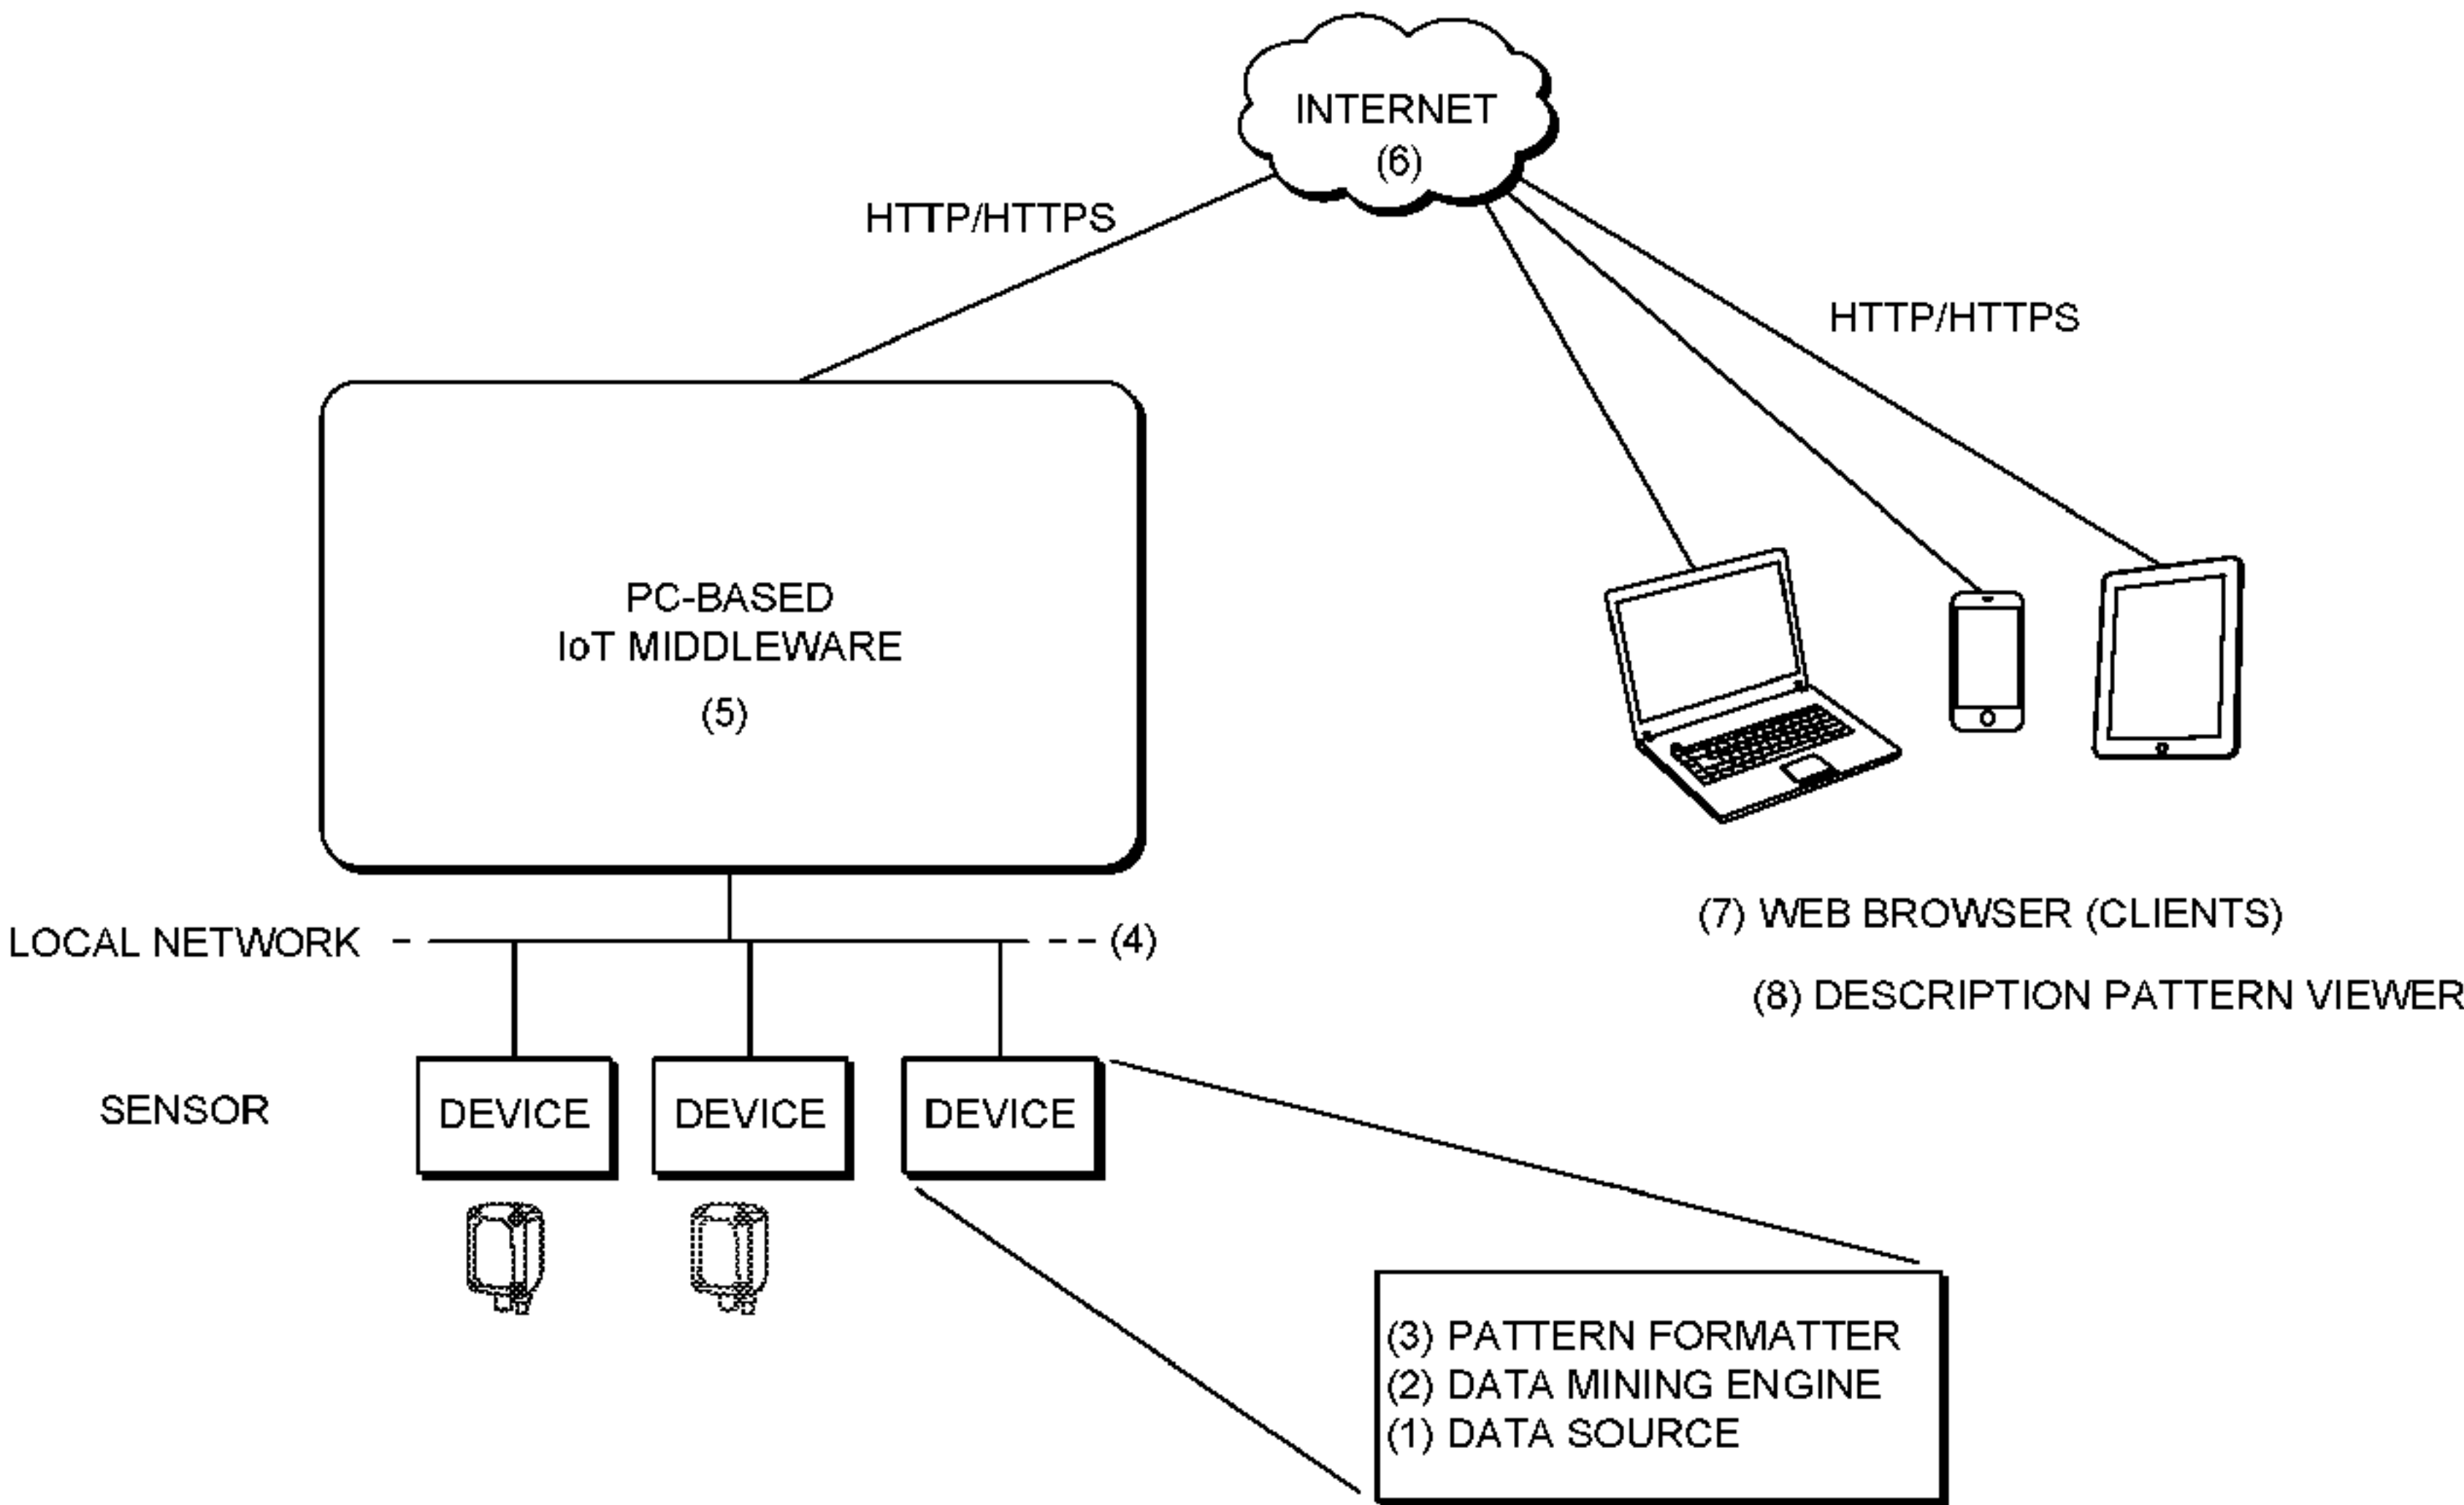 INTERNET
(6)
HTTP/HTTPS
HTTP/HTTPS
PC-BASED
IoT MIDDLEWARE
(5)
(7) WEB BROWSER (CLIENTS)
LOCAL NETWORK
(4)
(8) DESCRIPTION PATTERN VIEWER
SENSOR
DEVICE
DEVICE
DEVICE
(3) PATTERN FORMATTER
(2) DATA MINING ENGINE
(1) DATA SOURCE